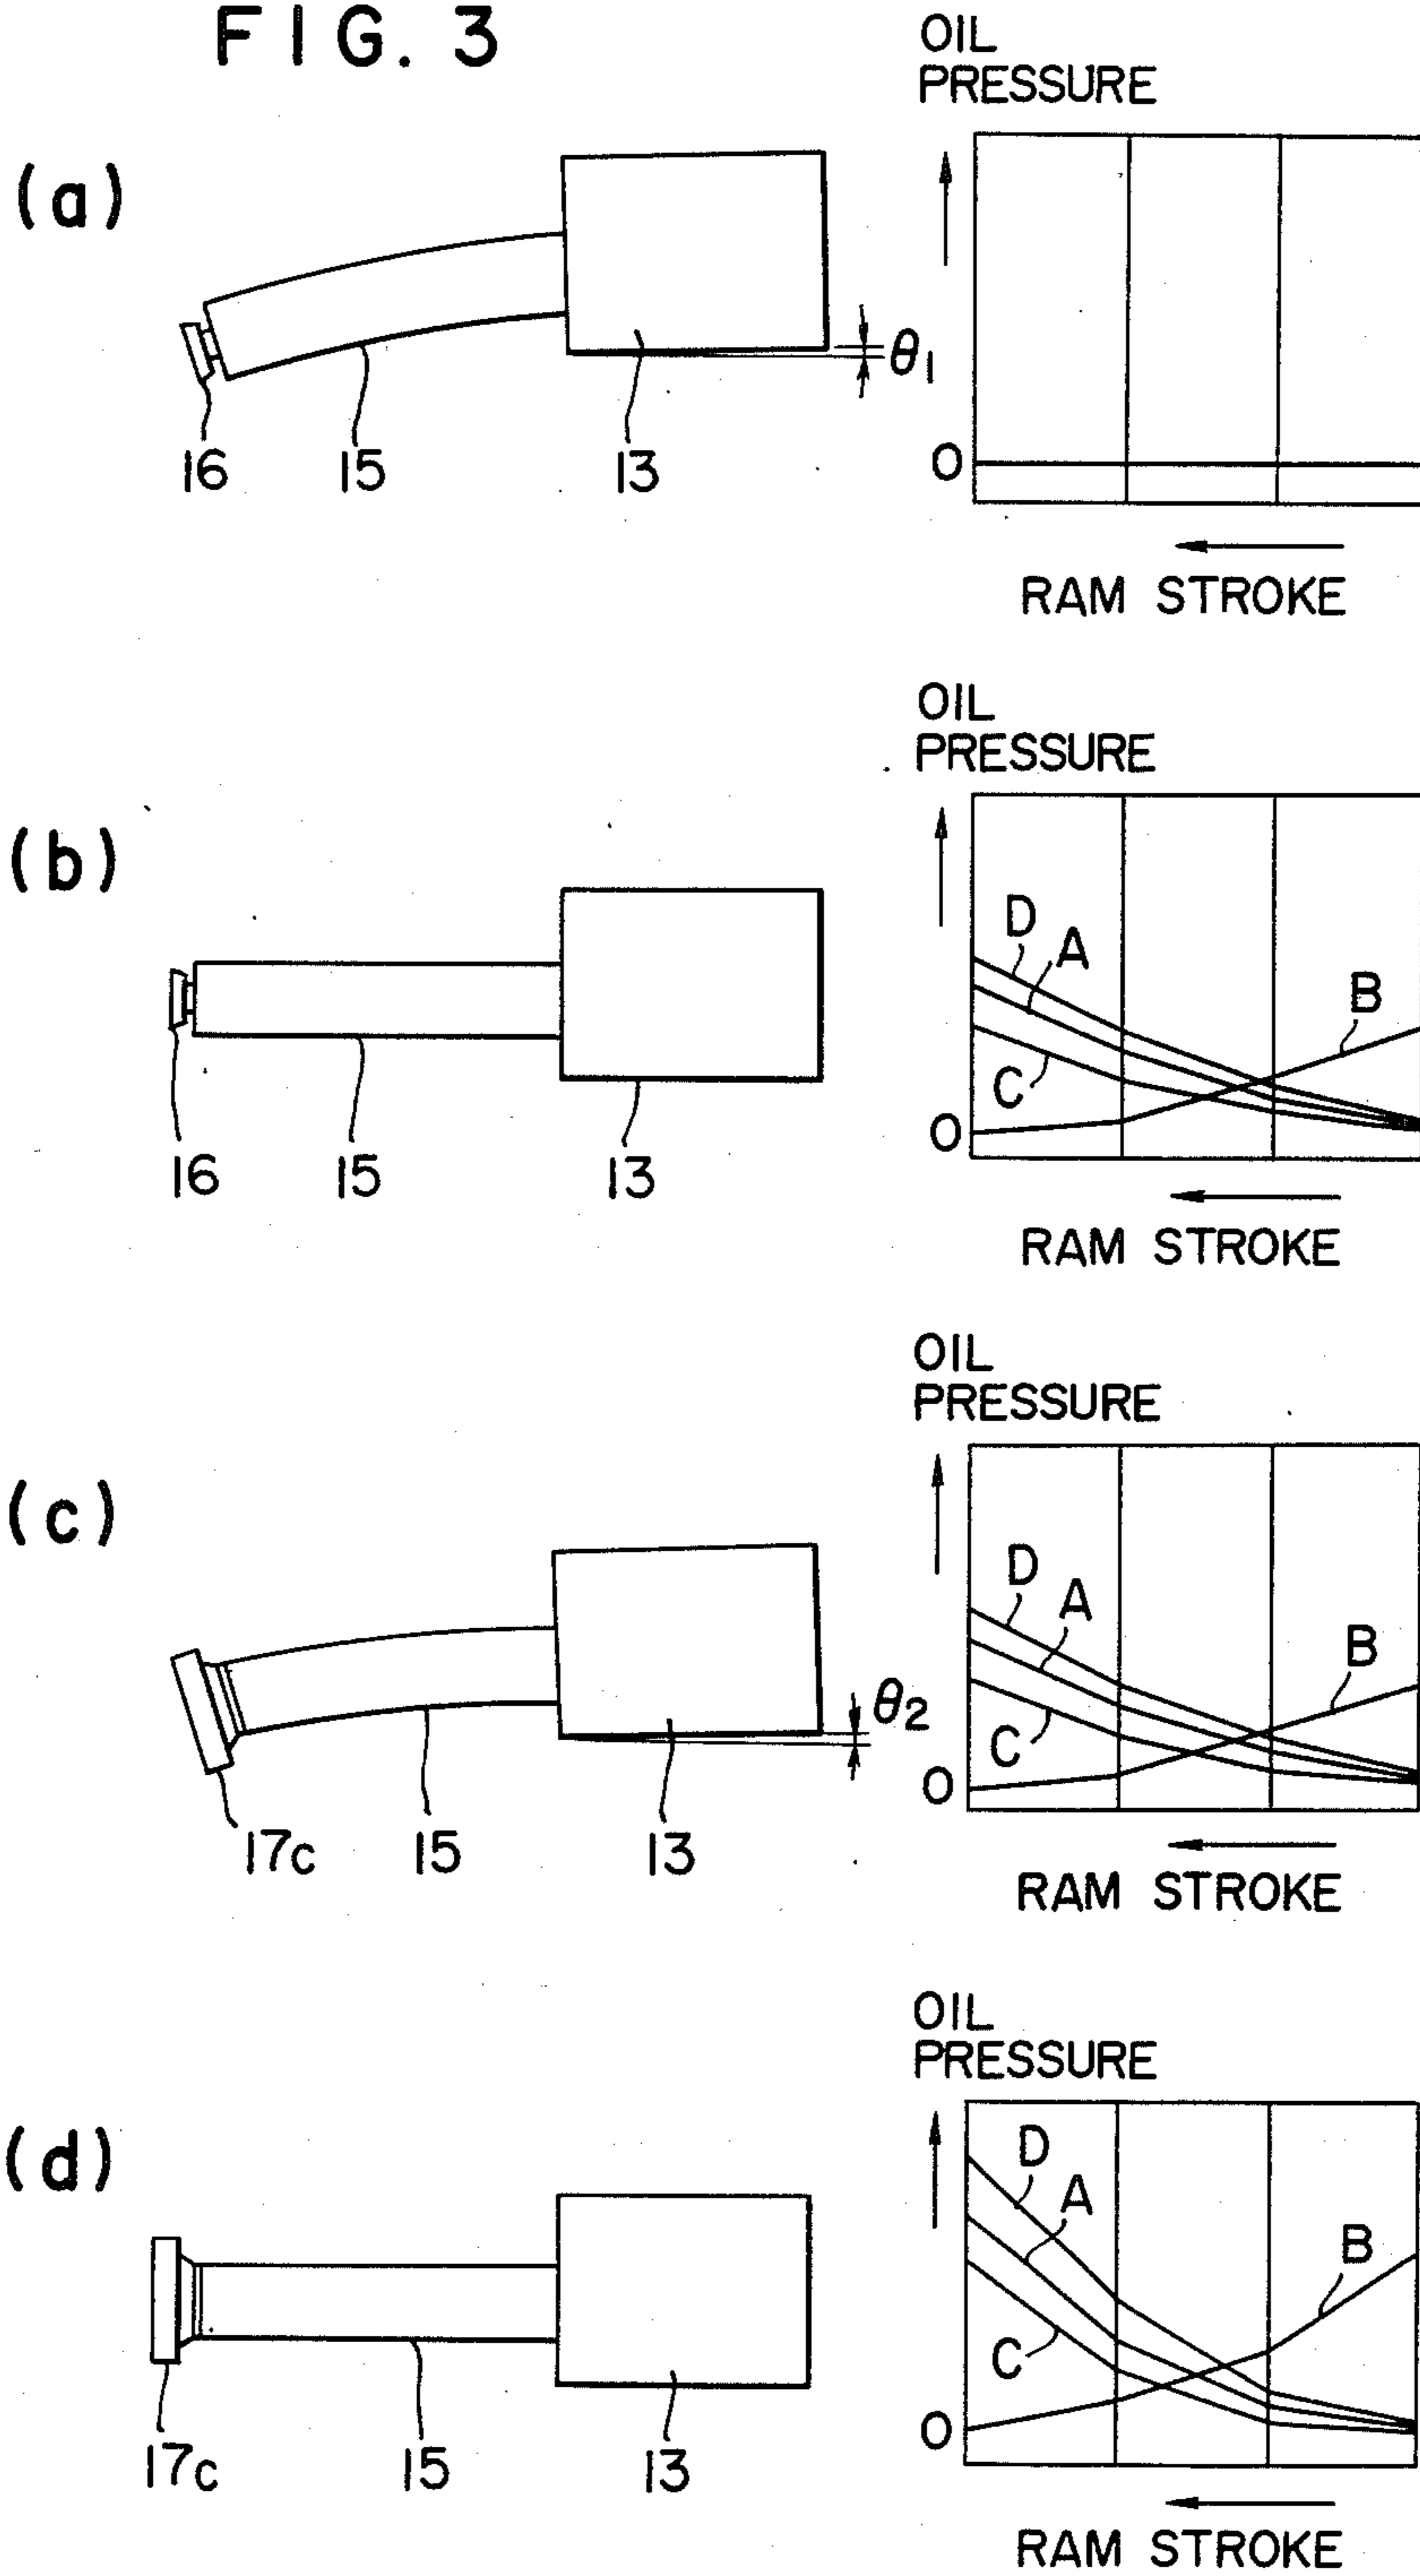 FIG. 3
(a)
OIL
PRESSURE
θ1
16
15
13
0
RAM STROKE
(b)
OIL
PRESSURE
D
A
B
C
0
16
15
13
RAM STROKE
(c)
OIL
PRESSURE
D
A
B
C
θ2
0
17c
15
13
RAM STROKE
(d)
OIL
PRESSURE
D
A
B
C
0
17c
15
13
RAM STROKE